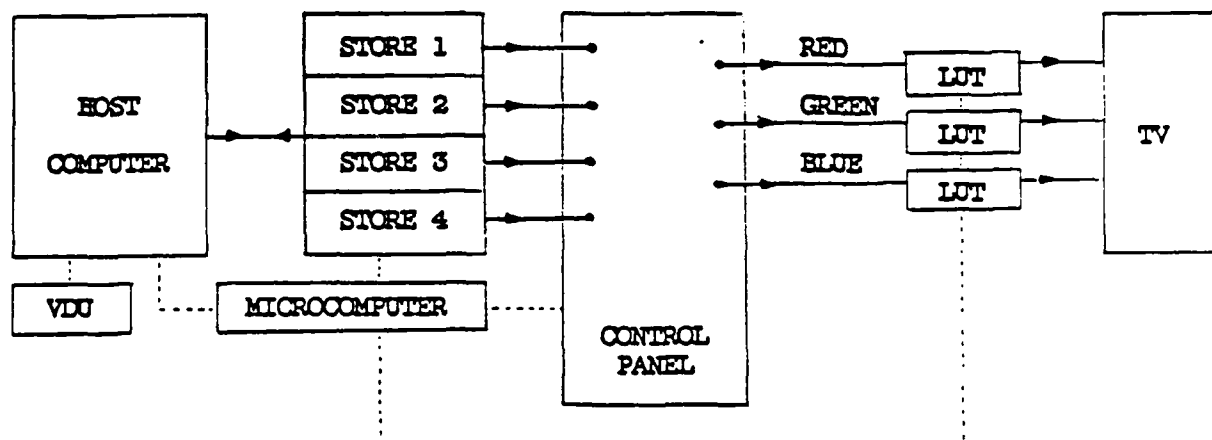 HOST
COMPUTER
VDU
STORE 1
STORE 2
STORE 3
STORE 4
MICROCOMPUTER
CONTROL
PANEL
RED
GREEN
BLUE
LUT
LUT
LUT
TV